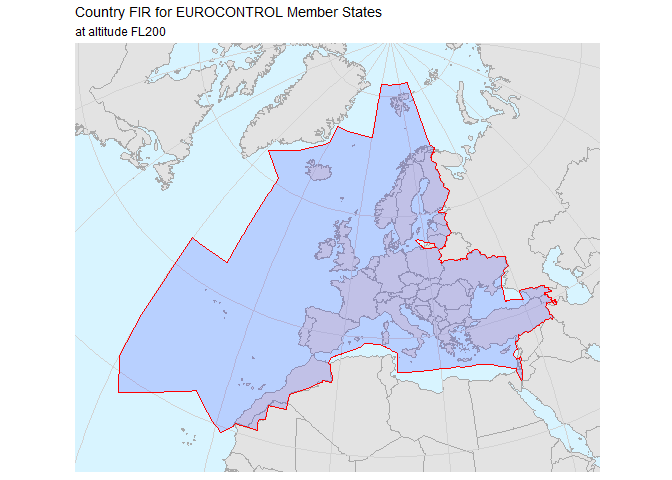 Country FIR for EUROCONTROL Member States
at altitude FL200